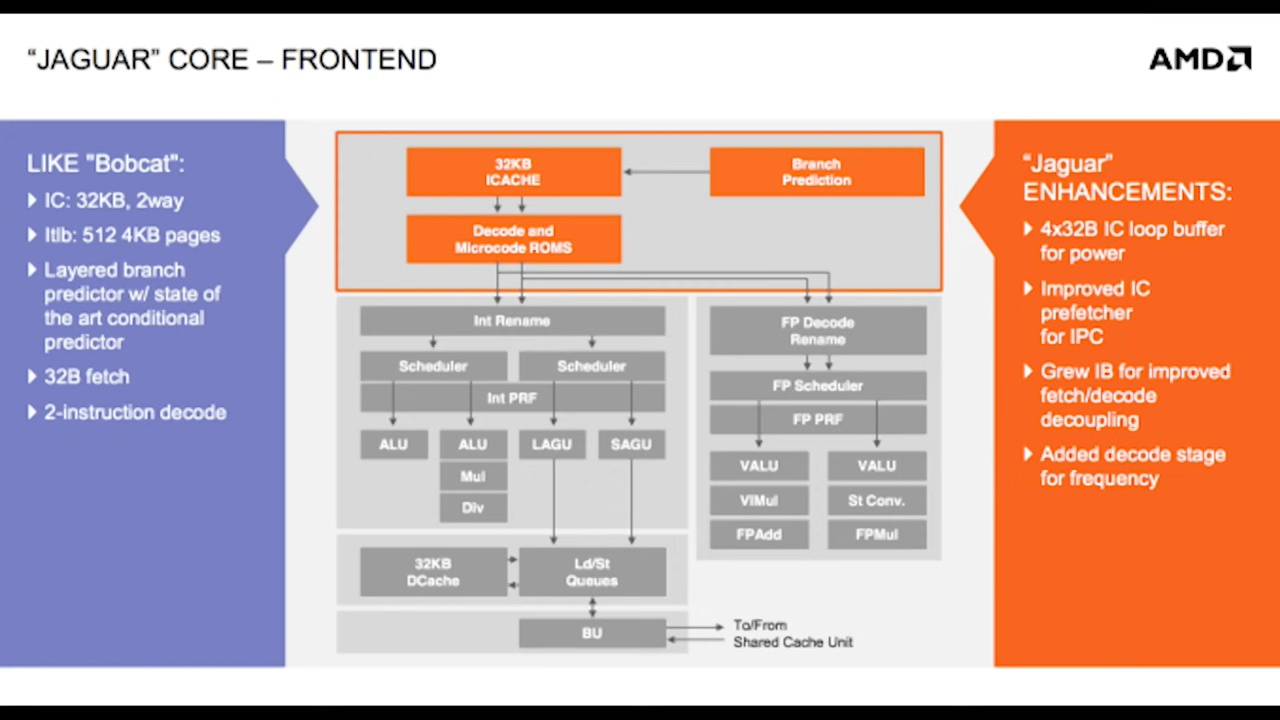 “JAGUAR” CORE – FRONTEND
AMD
LIKE "Bobcat":
IC: 32KB, 2way
Itlb: 512 4KB pages
Layered branch
predictor w/ state of
the art conditional
predictor
32B fetch
2-instruction decode
32KB
ICACHE
Branch
Prediction
Decode and
Microcode ROMS
Int Rename
Scheduler
Scheduler
Int PRF
ALU
ALU
LAGU
SAGU
Mul
Div
FP Decode
Rename
FP Scheduler
FP PRF
VALU
VALU
VIMul
St Conv.
FPAdd
FPMul
32KB
DCache
Ld/St
Queues
BU
To/From
Shared Cache Unit
“Jaguar”
ENHANCEMENTS:
4x32B IC loop buffer
for power
Improved IC
prefetcher
for IPC
Grew IB for improved
fetch/decode
decoupling
Added decode stage
for frequency